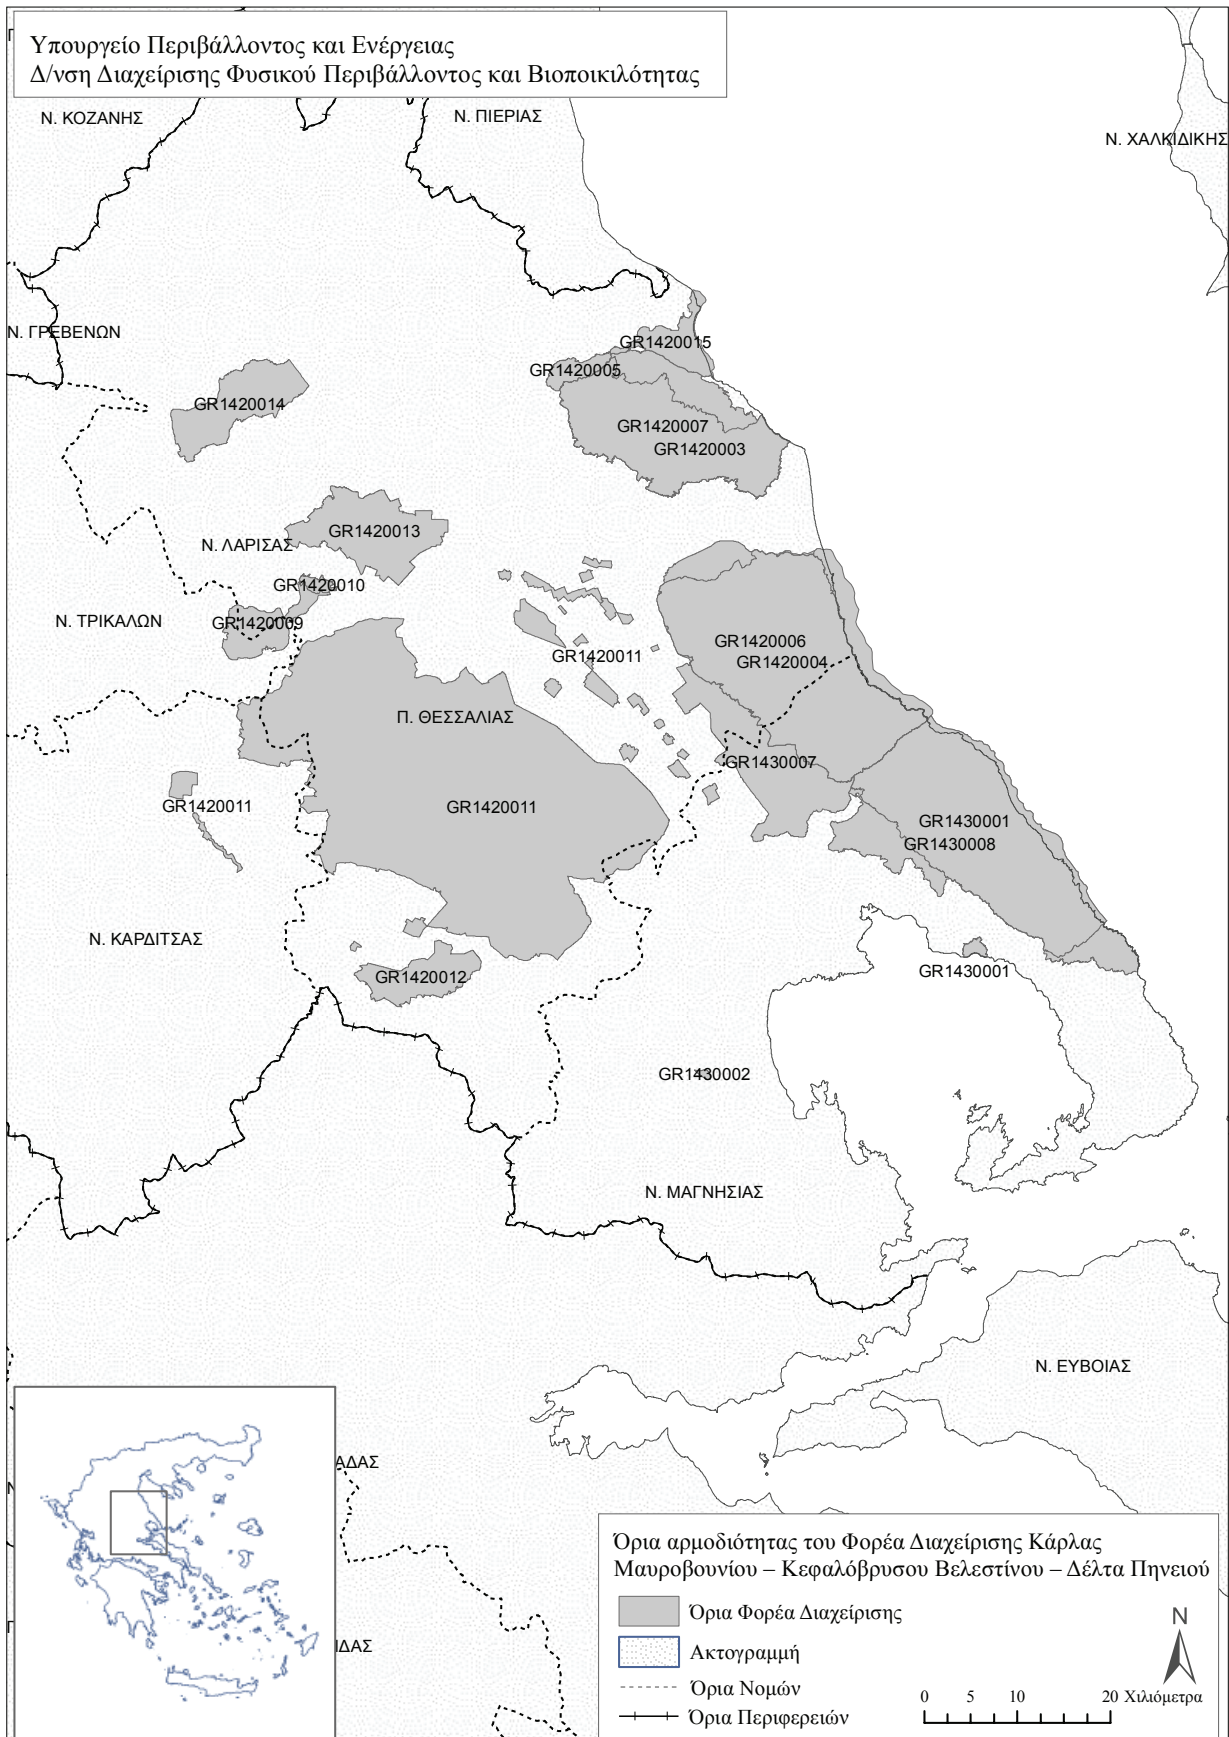 Υπουργείο Περιβάλλοντος και Ενέργειας
Δ/νση Διαχείρισης Φυσικού Περιβάλλοντος και Βιοποικιλότητας
Ν. ΚΟΖΑΝΗΣ
Ν. ΠΙΕΡΙΑΣ
Ν. ΧΑΛΚΙΔΙΚΗΣ
Ν. ΓΡΕΒΕΝΩΝ
GR1420015
GR1420005
GR1420014
GR1420007
GR1420003
GR1420013
Ν. ΛΑΡΙΣΑΣ
GR1420010
Ν. ΤΡΙΚΑΛΩΝ
GR1420009
GR1420006
GR1420011
GR1420004
Π. ΘΕΣΣΑΛΙΑΣ
GR1430007
GR1420011
GR1420011
GR1430001
GR1430008
Ν. ΚΑΡΔΙΤΣΑΣ
GR1430001
GR1420012
GR1430002
Ν. ΜΑΓΝΗΣΙΑΣ
Ν. ΕΥΒΟΙΑΣ
ΑΔΑΣ
ΙΔΑΣ
Όρια αρμοδιότητας του Φορέα Διαχείρισης Κάρλας
Μαυροβουνίου – Κεφαλόβρυσου Βελεστίνου – Δέλτα Πηνειού
Όρια Φορέα Διαχείρισης
Ακτογραμμή
Όρια Νομών
Όρια Περιφερειών
N
0 5 10 20 Χιλιόμετρα